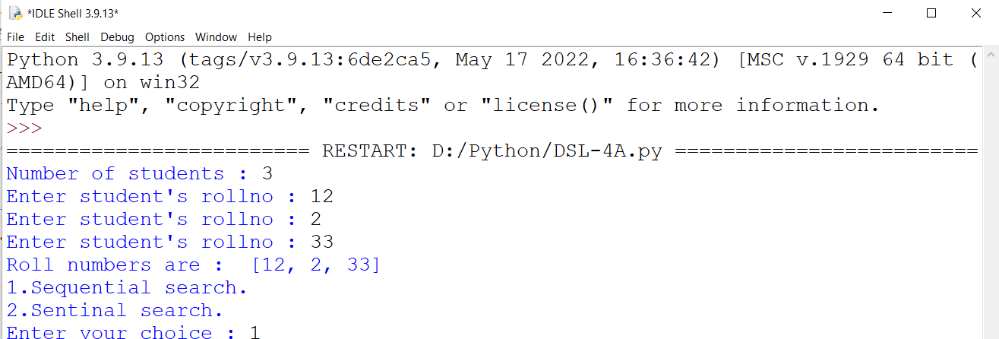 *IDLE Shell 3.9.13*
File Edit Shell Debug Options Window Help
Python 3.9.13 (tags/v3.9.13:6de2ca5, May 17 2022, 16:36:42) [MSC v.1929 64 bit (
AMD64)] on win32
Type "help", "copyright", "credits" or "license()" for more information.
>>>
========================= RESTART: D:/Python/DSL-4A.py =========================
Number of students : 3
Enter student's rollno : 12
Enter student's rollno : 2
Enter student's rollno : 33
Roll numbers are :  [12, 2, 33]
1.Sequential search.
2.Sentinal search.
Enter your choice : 1